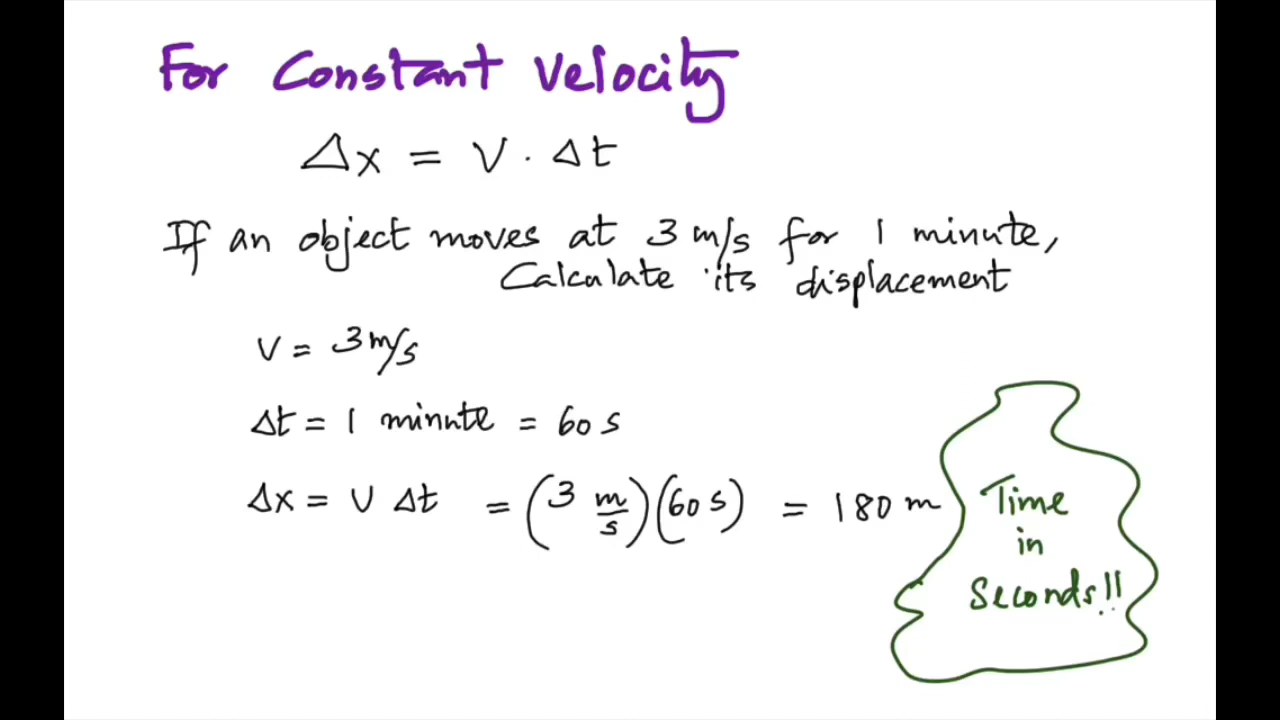 For Constant Velocity
Δx = V · Δt
If an object moves at 3 m/s for 1 minute,
Calculate its displacement
V = 3 m/s
Δt = 1 minute = 60 s
Δx = V Δt = (3 m/s)(60 s) = 180 m
Time
in
Seconds!!